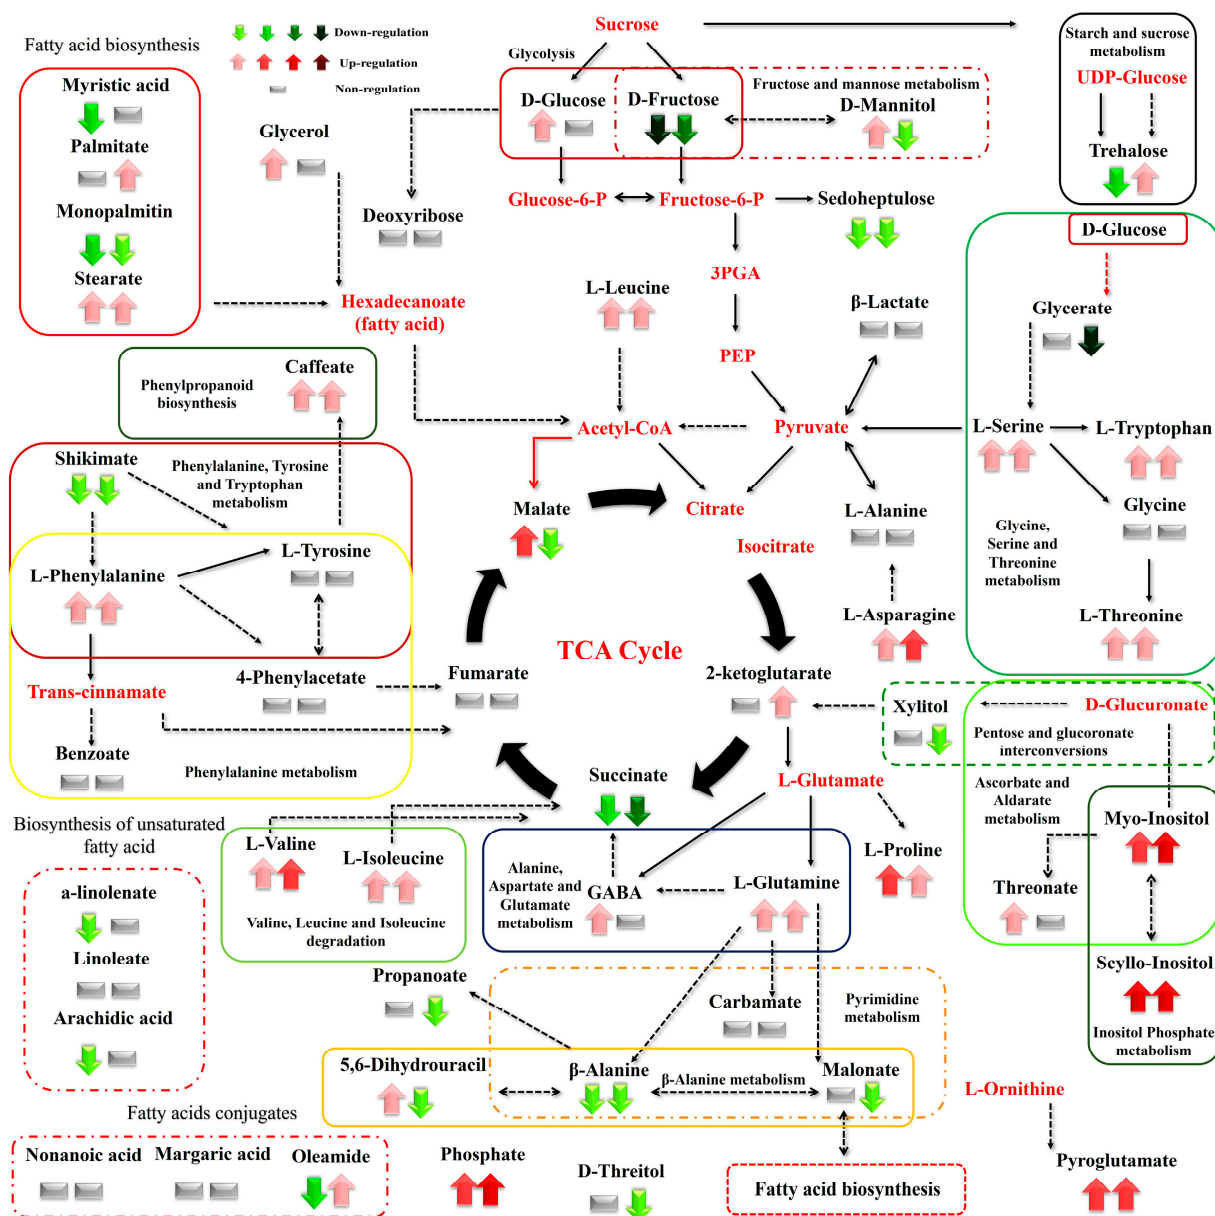 Sucrose
Fatty acid biosynthesis
Down-regulation
Up-regulation
Non-regulation
Glycolysis
Starch and sucrose
metabolism
UDP-Glucose
Trehalose
Fructose and mannose metabolism
D-Glucose
D-Fructose
D-Mannitol
Myristic acid
Palmitate
Monopalmitin
Stearate
Glycerol
Deoxyribose
Glucose-6-P
Fructose-6-P
Sedoheptulose
D-Glucose
Glycerate
3PGA
L-Leucine
β-Lactate
Hexadecanoate
(fatty acid)
PEP
Caffeate
Phenylpropanoid
biosynthesis
Acetyl-CoA
Pyruvate
L-Serine
L-Tryptophan
Shikimate
Phenylalanine, Tyrosine
and Tryptophan
metabolism
Malate
Citrate
L-Alanine
Glycine
Isocitrate
Glycine,
Serine and
Threonine
metabolism
L-Tyrosine
L-Phenylalanine
L-Asparagine
L-Threonine
TCA Cycle
Trans-cinnamate
4-Phenylacetate
Fumarate
2-ketoglutarate
Xylitol
D-Glucuronate
Pentose and glucoronate
interconversions
Benzoate
Phenylalanine metabolism
Succinate
L-Glutamate
Ascorbate and
Aldarate
metabolism
Myo-Inositol
Biosynthesis of unsaturated
fatty acid
L-Valine
L-Isoleucine
Valine, Leucine and Isoleucine
degradation
Alanine,
Aspartate and
Glutamate
metabolism
GABA
L-Glutamine
L-Proline
Threonate
a-linolenate
Linoleate
Arachidic acid
Propanoate
Carbamate
Pyrimidine
metabolism
Scyllo-Inositol
Inositol Phosphate
metabolism
5,6-Dihydrouracil
β-Alanine
β-Alanine metabolism
Malonate
L-Ornithine
Fatty acids conjugates
Nonanoic acid
Margaric acid
Oleamide
Phosphate
D-Threitol
Fatty acid biosynthesis
Pyroglutamate